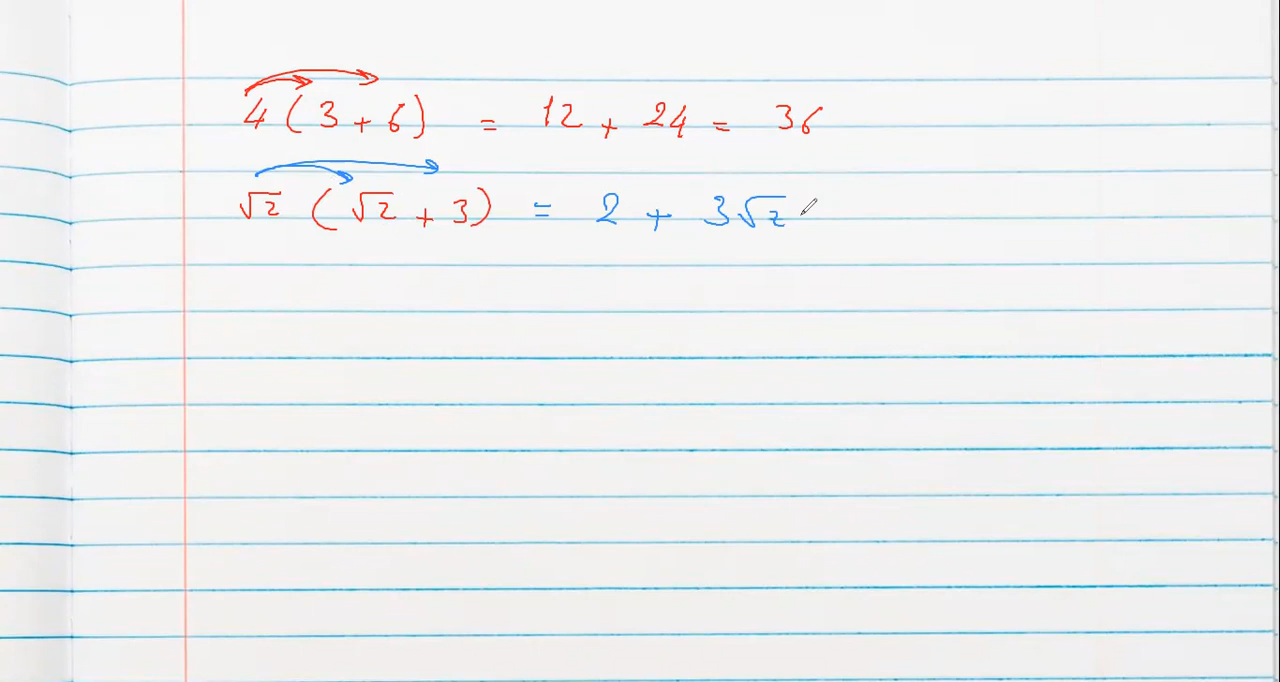 4(3+6) = 12 + 24 = 36
√2 (√2 + 3) = 2 + 3√2